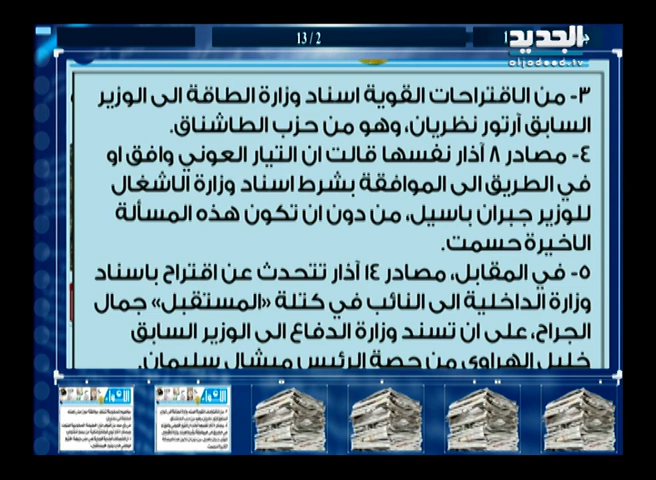 13/2
الجديد
aljadeed.tv
٣- من الاقتراحات القوية اسناد وزارة الطاقة الى الوزير
السابق آرتور نظريان، وهو من حزب الطاشناق.
٤- مصادر ٨ آذار نفسها قالت ان التيار العوني وافق او
في الطريق الى الموافقة بشرط اسناد وزارة الاشغال
للوزير جبران باسيل، من دون ان تكون هذه المسألة
الاخيرة حسمت.
٥- في المقابل، مصادر ١٤ آذار تتحدث عن اقتراح باسناد
وزارة الداخلية الى النائب في كتلة «المستقبل» جمال
الجراح، على ان تسند وزارة الدفاع الى الوزير السابق
خليل الهراوي من حصة الرئيس ميشال سليمان.